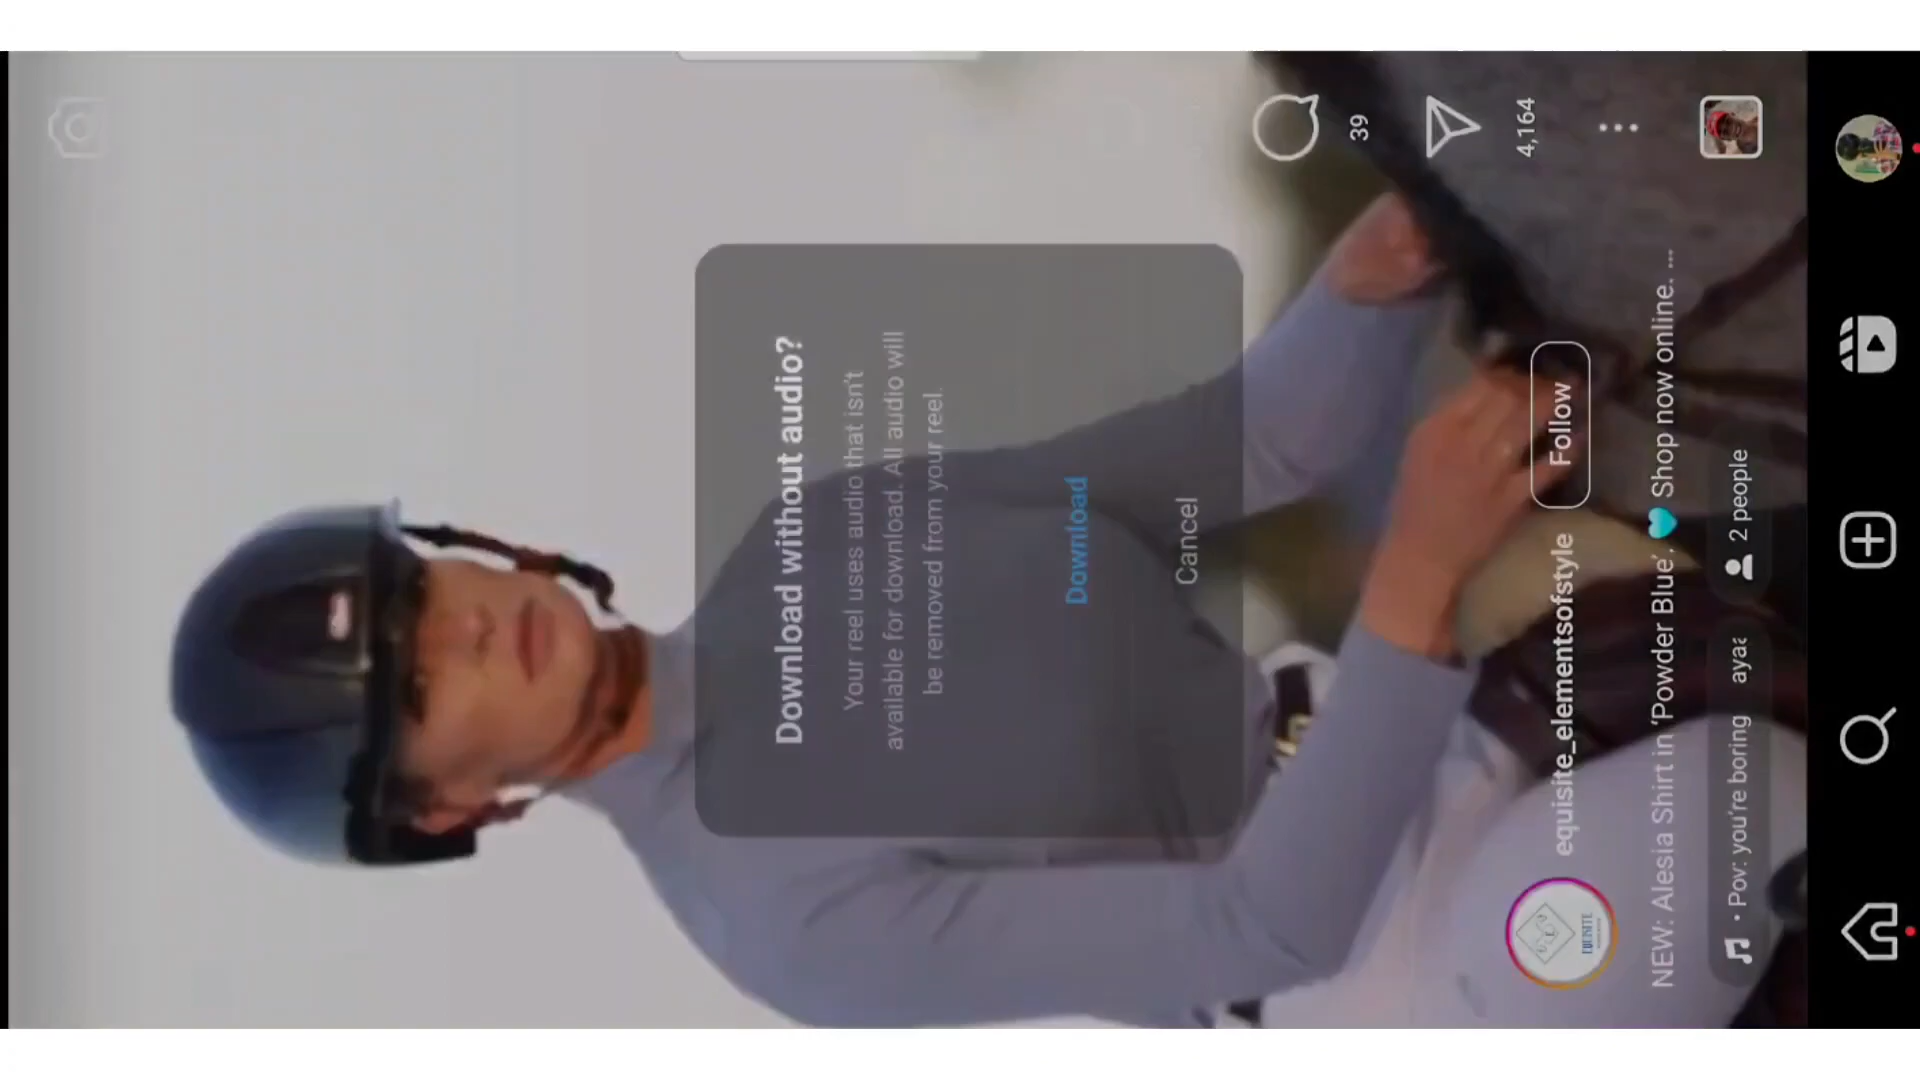 39
4,164
Download without audio?
Your reel uses audio that isn't
available for download. All audio will
be removed from your reel.
Download
Cancel
equisite_elementsofstyle
Follow
NEW: Alesia Shirt in 'Powder Blue'. 🩵 Shop now online. ...
• Pov: you're boring ayaa
2 people
EQUISITE